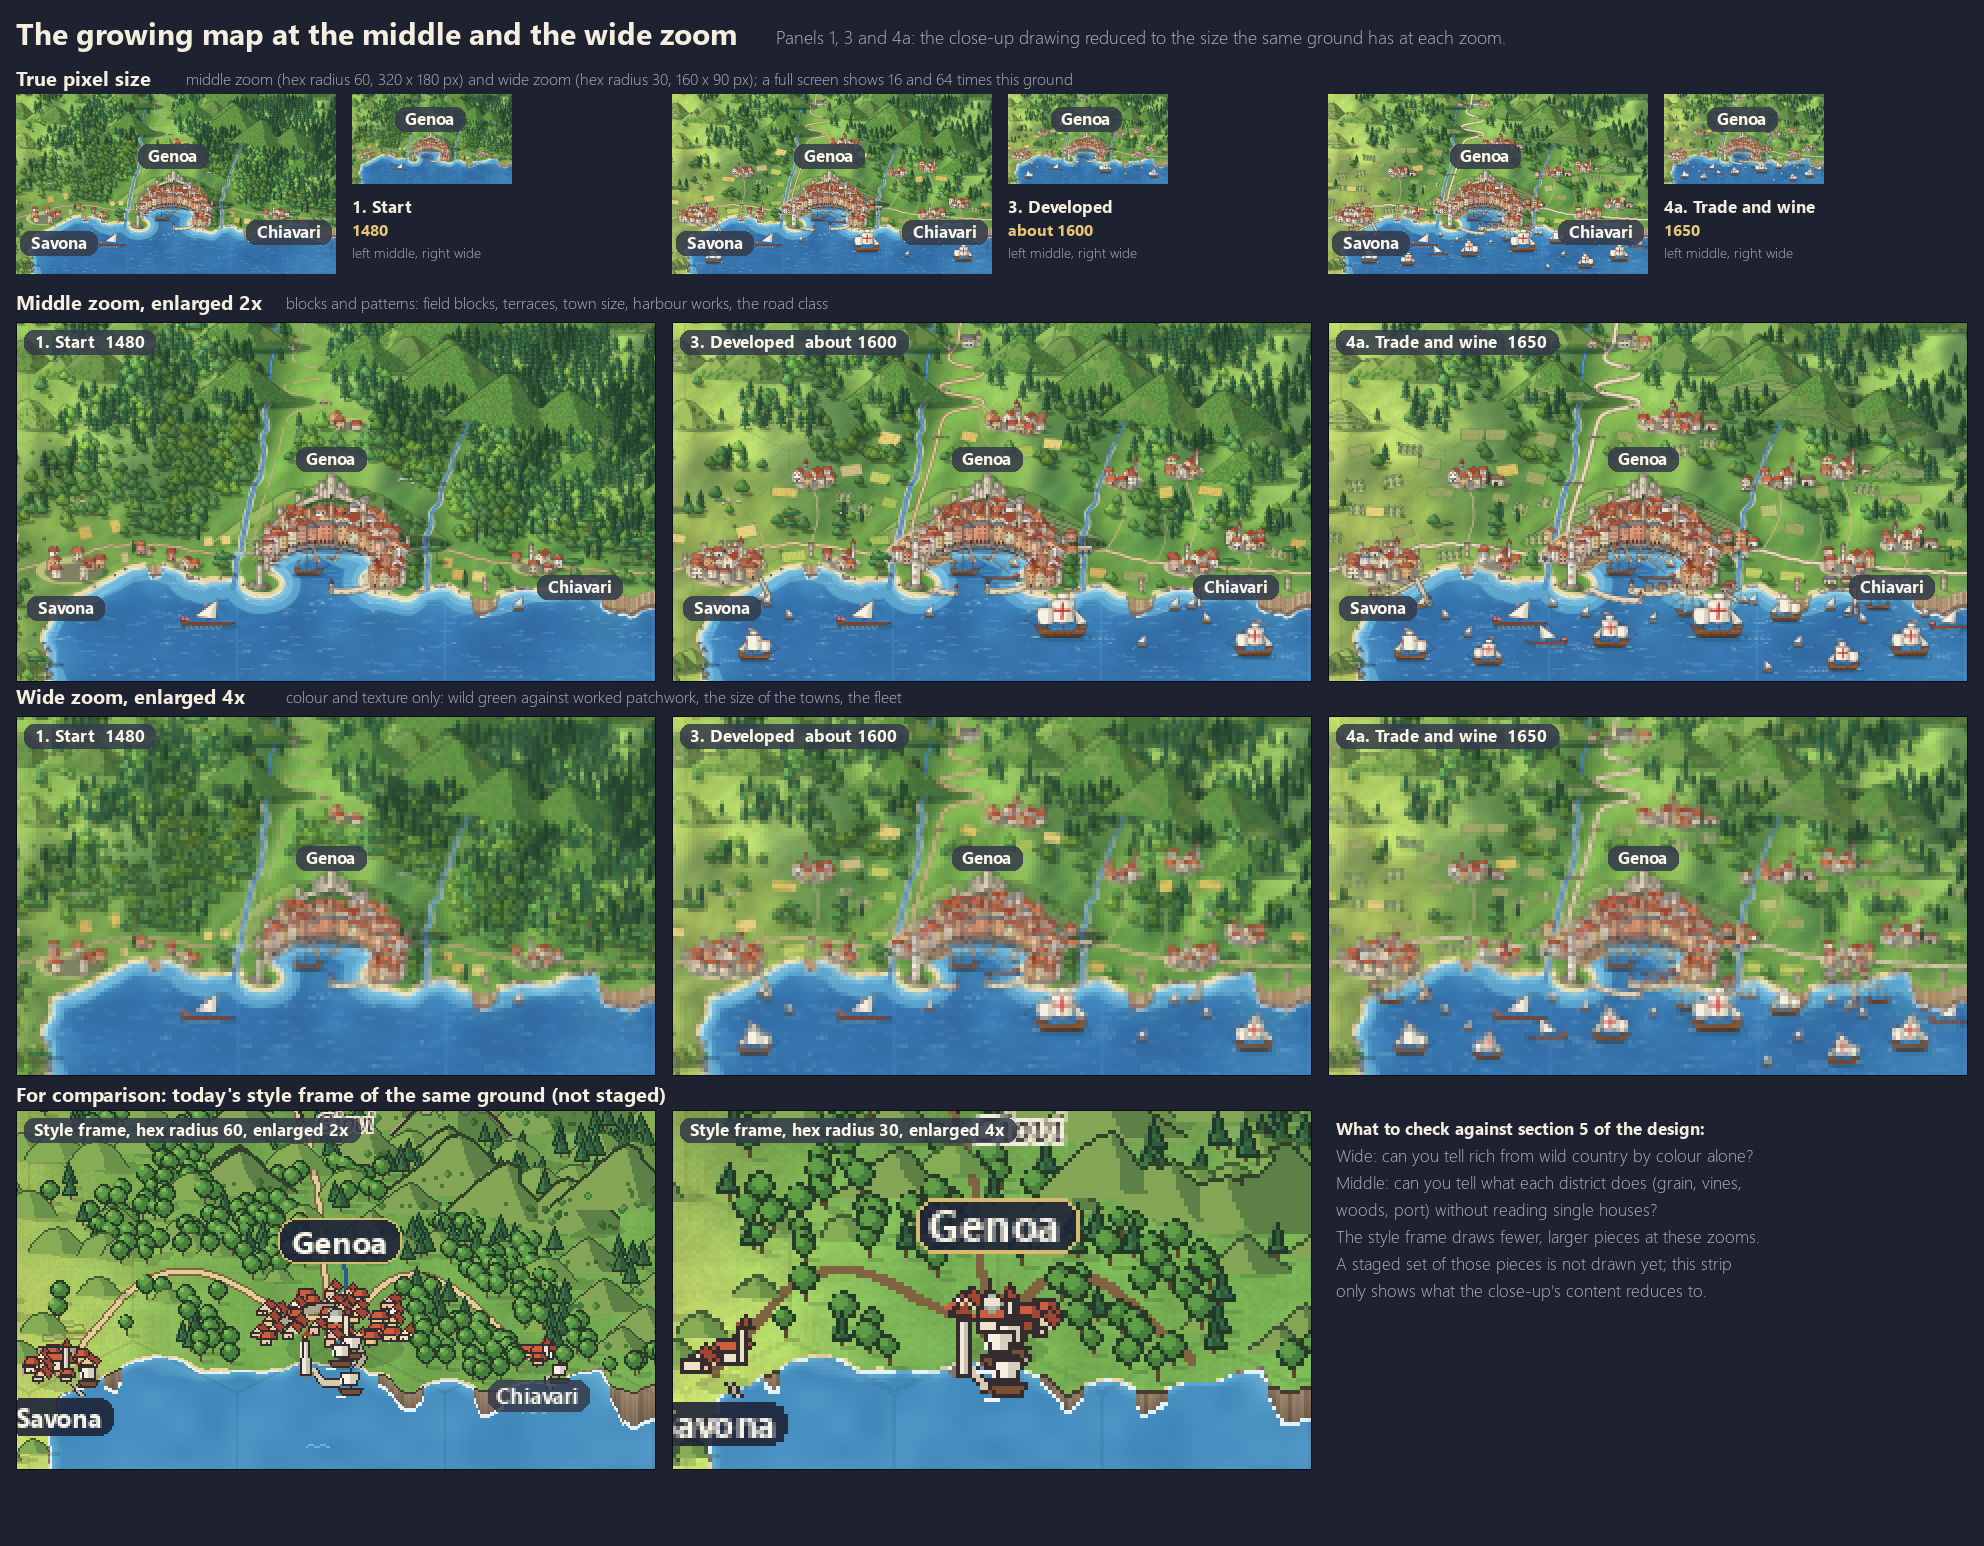 The growing map at the middle and the wide zoom
Panels 1, 3 and 4a: the close-up drawing reduced to the size the same ground has at each zoom.
True pixel size
middle zoom (hex radius 60, 320 x 180 px) and wide zoom (hex radius 30, 160 x 90 px); a full screen shows 16 and 64 times this ground
Genoa
Savona
Chiavari
Genoa
1. Start
1480
left middle, right wide
Genoa
Savona
Chiavari
Genoa
3. Developed
about 1600
left middle, right wide
Genoa
Savona
Chiavari
Genoa
4a. Trade and wine
1650
left middle, right wide
Middle zoom, enlarged 2x
blocks and patterns: field blocks, terraces, town size, harbour works, the road class
1. Start 1480
Genoa
Savona
Chiavari
3. Developed about 1600
Genoa
Savona
Chiavari
4a. Trade and wine 1650
Genoa
Savona
Chiavari
Wide zoom, enlarged 4x
colour and texture only: wild green against worked patchwork, the size of the towns, the fleet
1. Start 1480
Genoa
3. Developed about 1600
Genoa
4a. Trade and wine 1650
Genoa
For comparison: today's style frame of the same ground (not staged)
Style frame, hex radius 60, enlarged 2x
Genoa
Chiavari
Savona
Style frame, hex radius 30, enlarged 4x
Genoa
avona
What to check against section 5 of the design:
Wide: can you tell rich from wild country by colour alone?
Middle: can you tell what each district does (grain, vines,
woods, port) without reading single houses?
The style frame draws fewer, larger pieces at these zooms.
A staged set of those pieces is not drawn yet; this strip
only shows what the close-up's content reduces to.